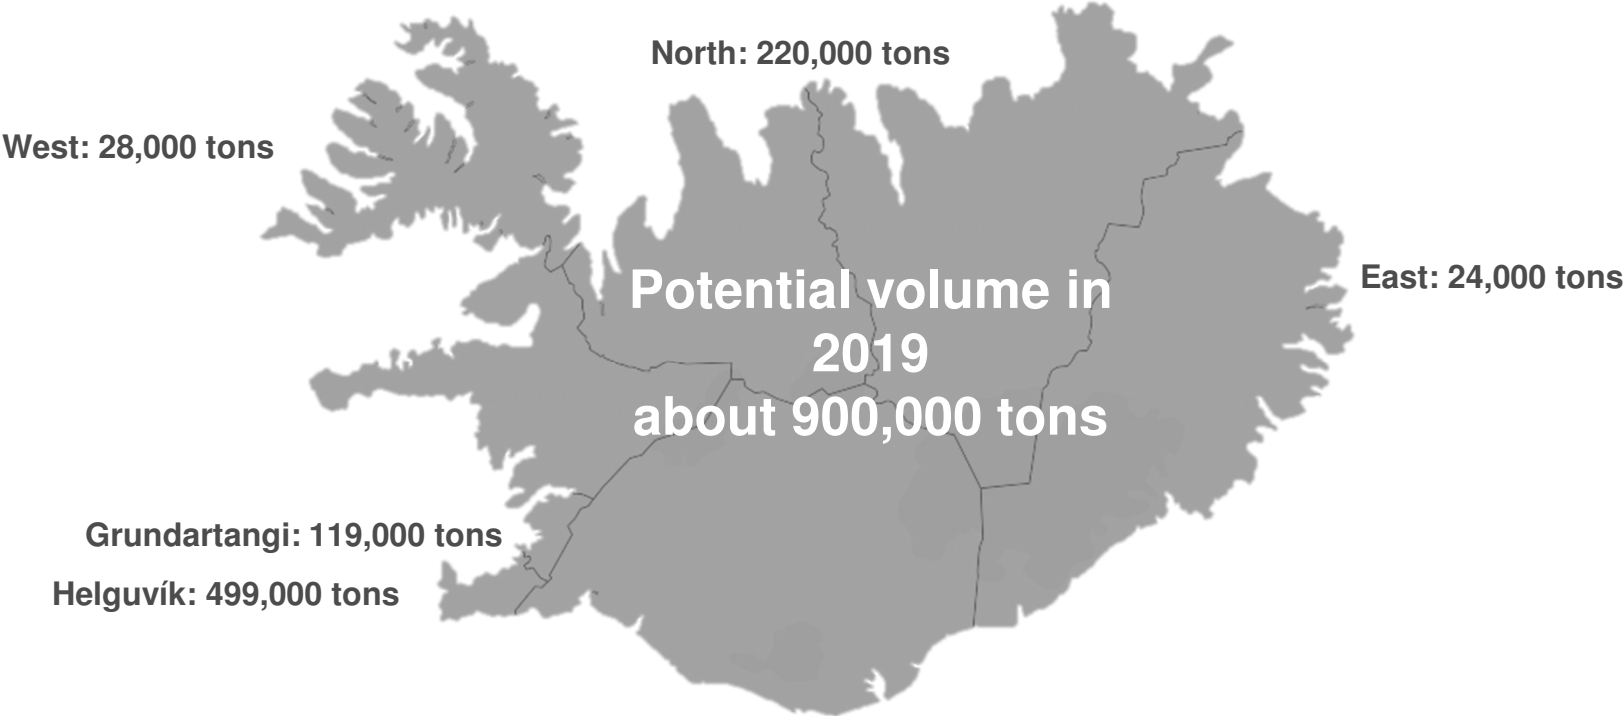 North: 220,000 tons
West: 28,000 tons
East: 24,000 tons
Potential volume in
2019
about 900,000 tons
Grundartangi: 119,000 tons
Helguvík: 499,000 tons